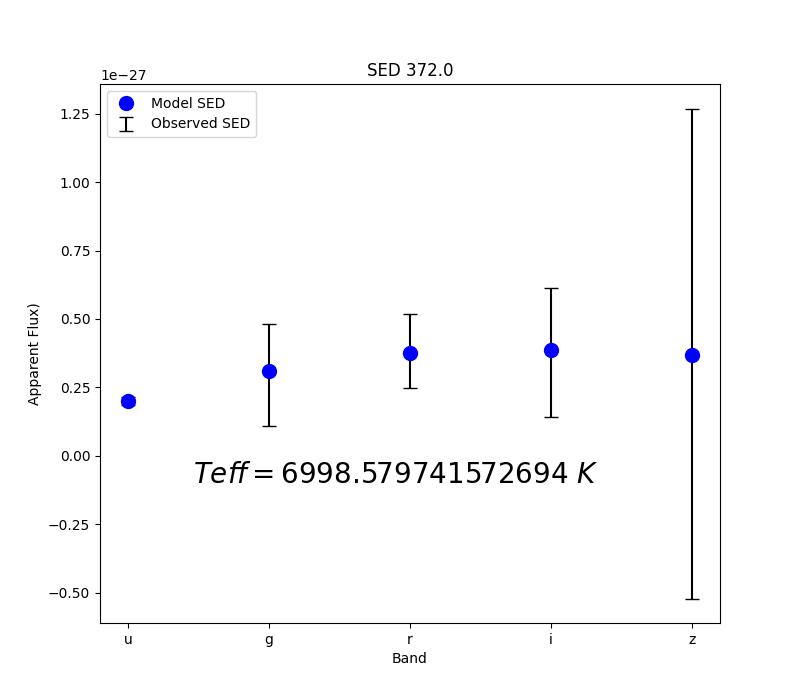 SED 372.0
1e−27
Model SED
Observed SED
1.25
1.00
0.75
0.50
0.25
0.00
−0.25
−0.50
Apparent Flux)
Teff = 6998.579741572694 K
u g r i z
Band